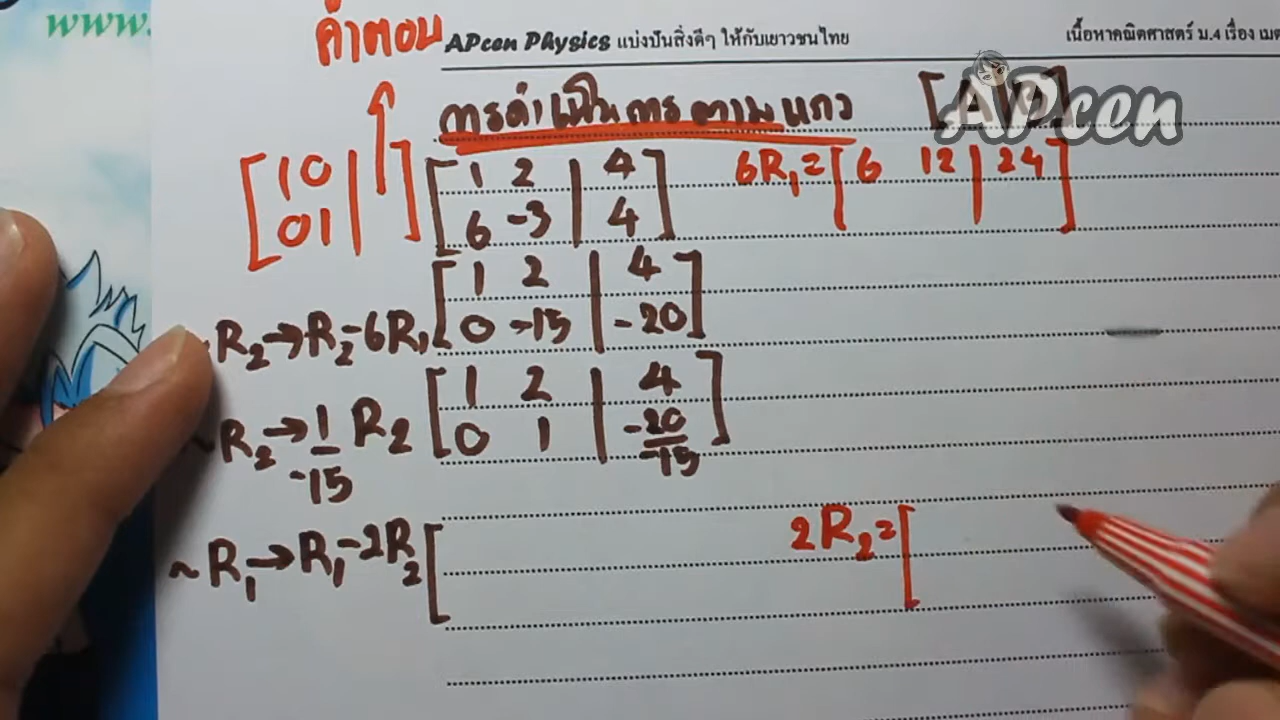 www.
คำตอบ
APcen Physics แบ่งปันสิ่งดีๆ ให้กับเยาวชนไทย
เนื้อหาคณิตศาสตร์ ม.4 เรื่อง เมต
การดำเนินการตามแถว
[A|B]
APcen
[1 0 |
0 1 | ]
[1 2 | 4
6 -3 | 4]
6R₁ = [6 12 | 24]
~R₂→R₂-6R₁ [1 2 | 4
0 -15 | -20]
~R₂→1/-15 R₂ [1 2 | 4
0 1 | -20/-15]
~R₁→R₁-2R₂ [
2R₂ = [